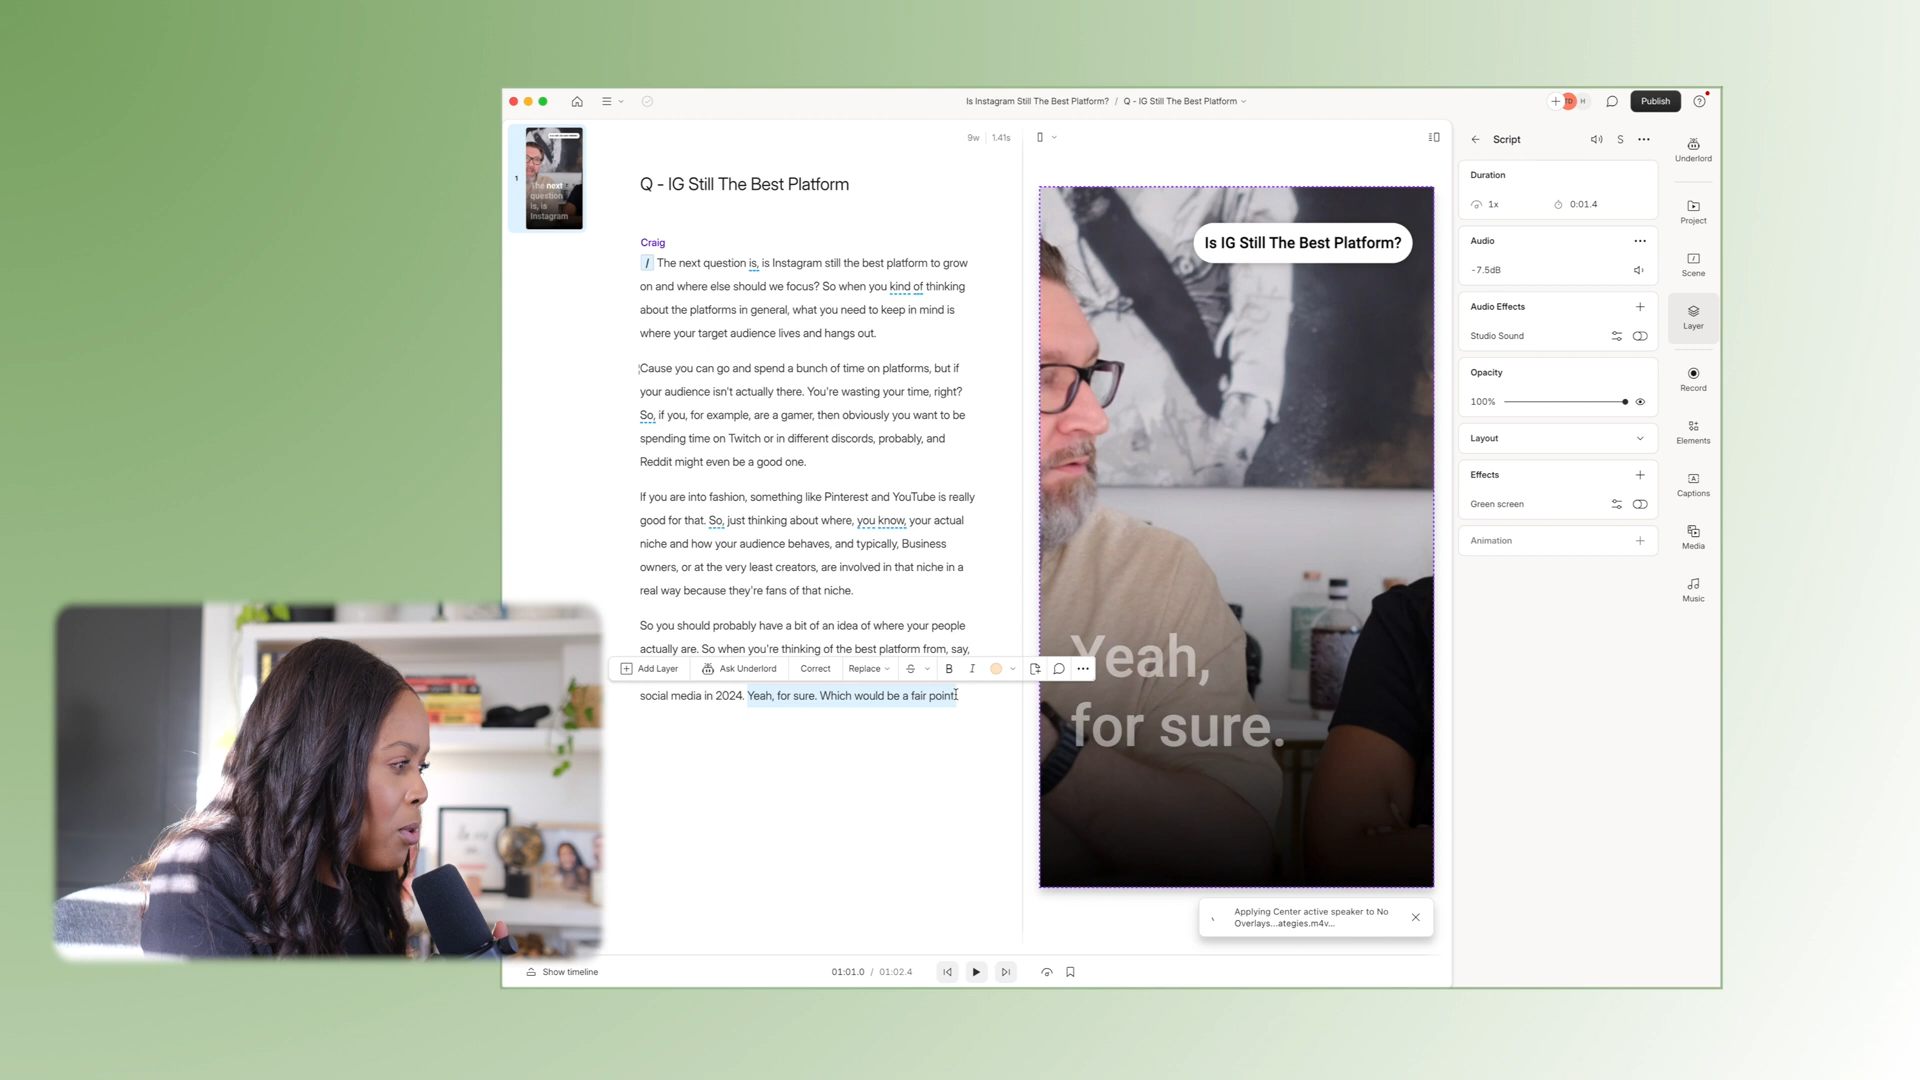 Is Instagram Still The Best Platform? / Q - IG Still The Best Platform
TD
H
Publish
9w | 1.41s
1
The next
question
is, is
Instagram
Q - IG Still The Best Platform
Craig
/ The next question is, is Instagram still the best platform to grow
on and where else should we focus? So when you kind of thinking
about the platforms in general, what you need to keep in mind is
where your target audience lives and hangs out.
'Cause you can go and spend a bunch of time on platforms, but if
your audience isn't actually there. You're wasting your time, right?
So, if you, for example, are a gamer, then obviously you want to be
spending time on Twitch or in different discords, probably, and
Reddit might even be a good one.
If you are into fashion, something like Pinterest and YouTube is really
good for that. So, just thinking about where, you know, your actual
niche and how your audience behaves, and typically, Business
owners, or at the very least creators, are involved in that niche in a
real way because they're fans of that niche.
So you should probably have a bit of an idea of where your people
actually are. So when you're thinking of the best platform from, say,
Add Layer
Ask Underlord
Correct
Replace
S
B
I
social media in 2024. Yeah, for sure. Which would be a fair point.
Is IG Still The Best Platform?
Yeah,
for sure.
Applying Center active speaker to No
Overlays...ategies.m4v...
Show timeline
01:01.0 / 01:02.4
Script
S
Duration
1x
0:01.4
Audio
-7.5dB
Audio Effects
Studio Sound
Opacity
100%
Layout
Effects
Green screen
Animation
Underlord
Project
Scene
Layer
Record
Elements
Captions
Media
Music